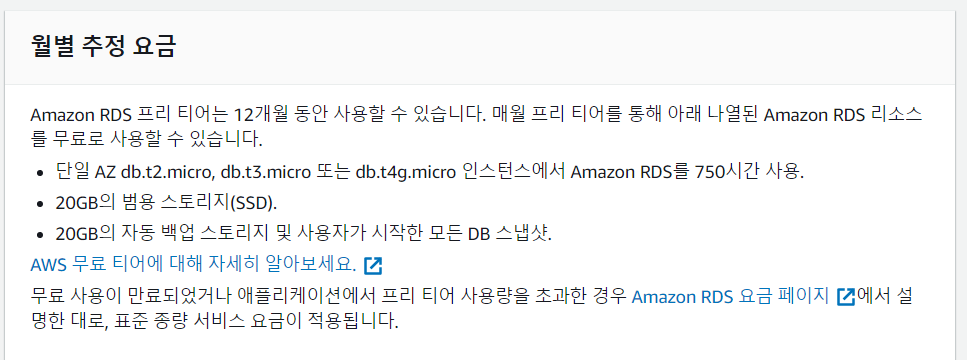 월별 추정 요금
Amazon RDS 프리 티어는 12개월 동안 사용할 수 있습니다. 매월 프리 티어를 통해 아래 나열된 Amazon RDS 리소스
를 무료로 사용할 수 있습니다.
• 단일 AZ db.t2.micro, db.t3.micro 또는 db.t4g.micro 인스턴스에서 Amazon RDS를 750시간 사용.
• 20GB의 범용 스토리지(SSD).
• 20GB의 자동 백업 스토리지 및 사용자가 시작한 모든 DB 스냅샷.
AWS 무료 티어에 대해 자세히 알아보세요.
무료 사용이 만료되었거나 애플리케이션에서 프리 티어 사용량을 초과한 경우 Amazon RDS 요금 페이지 에서 설
명한 대로, 표준 종량 서비스 요금이 적용됩니다.